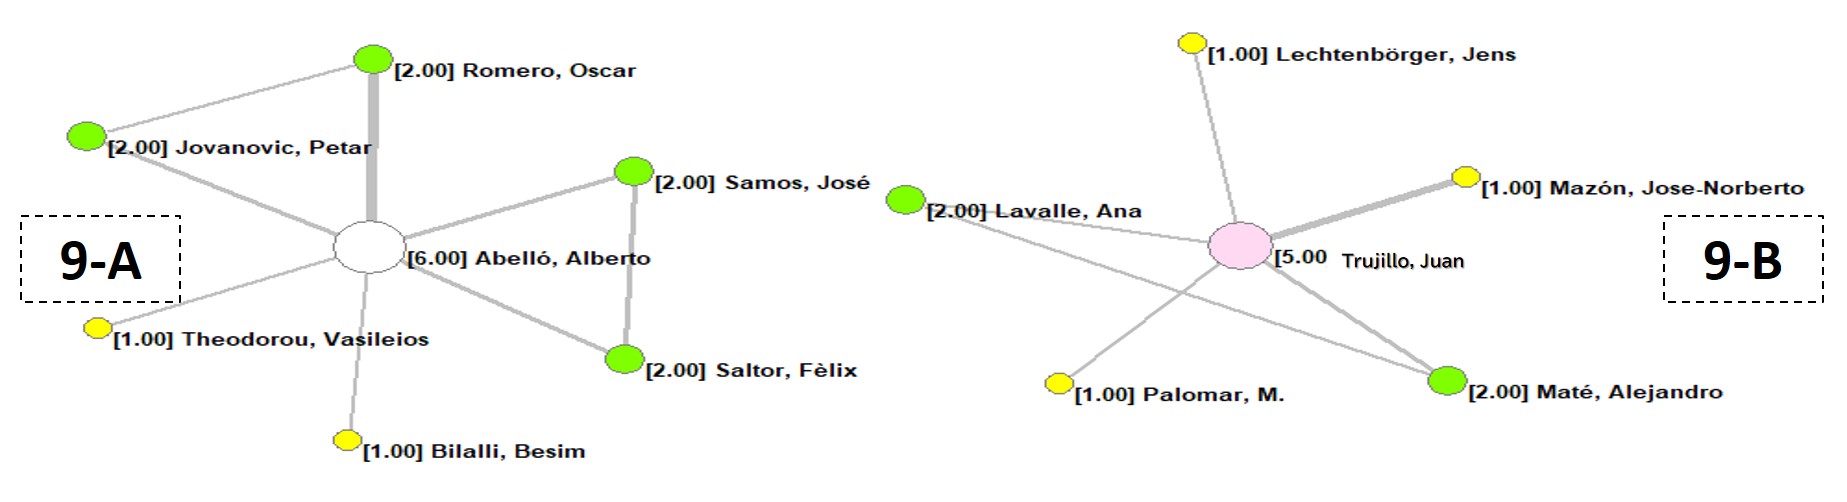 [2.00] Romero, Oscar
[2.00] Jovanovic, Petar
[2.00] Samos, José
9-A
[6.00] Abelló, Alberto
[1.00] Theodorou, Vasileios
[2.00] Saltor, Fèlix
[1.00] Bilalli, Besim
[1.00] Lechtenbörger, Jens
[1.00] Mazón, Jose-Norberto
[2.00] Lavalle, Ana
[5.00 Trujillo, Juan
9-B
[1.00] Palomar, M.
[2.00] Maté, Alejandro